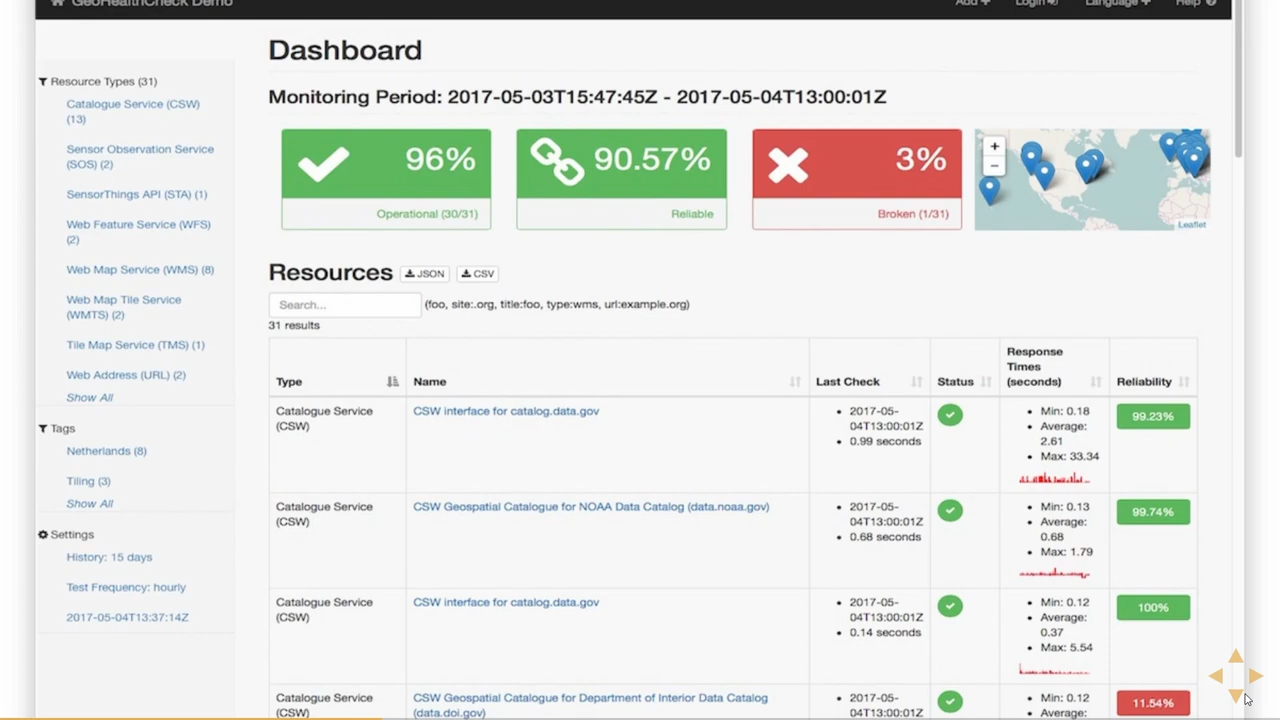 GeoHealthCheck Demo
Add
Login
Language
Help
Dashboard
Monitoring Period: 2017-05-03T15:47:45Z - 2017-05-04T13:00:01Z
Resource Types (31)
Catalogue Service (CSW)
(13)
Sensor Observation Service
(SOS) (2)
SensorThings API (STA) (1)
Web Feature Service (WFS)
(2)
Web Map Service (WMS) (8)
Web Map Tile Service
(WMTS) (2)
Tile Map Service (TMS) (1)
Web Address (URL) (2)
Show All
Tags
Netherlands (8)
Tiling (3)
Show All
Settings
History: 15 days
Test Frequency: hourly
2017-05-04T13:37:14Z
96%
Operational (30/31)
90.57%
Reliable
3%
Broken (1/31)
+
-
Leaflet
Resources
JSON
CSV
Search...
(foo, site:.org, title:foo, type:wms, url:example.org)
31 results
Type
Name
Last Check
Status
Response
Times
(seconds)
Reliability
Catalogue Service
(CSW)
CSW interface for catalog.data.gov
2017-05-
04T13:00:01Z
0.99 seconds
Min: 0.18
Average:
2.61
Max: 33.34
99.23%
Catalogue Service
(CSW)
CSW Geospatial Catalogue for NOAA Data Catalog (data.noaa.gov)
2017-05-
04T13:00:01Z
0.68 seconds
Min: 0.13
Average:
0.68
Max: 1.79
99.74%
Catalogue Service
(CSW)
CSW interface for catalog.data.gov
2017-05-
04T13:00:01Z
0.14 seconds
Min: 0.12
Average:
0.37
Max: 5.54
100%
Catalogue Service
(CSW)
CSW Geospatial Catalogue for Department of Interior Data Catalog
(data.doi.gov)
2017-05-
04T13:00:01Z
Min: 0.12
Average:
11.54%